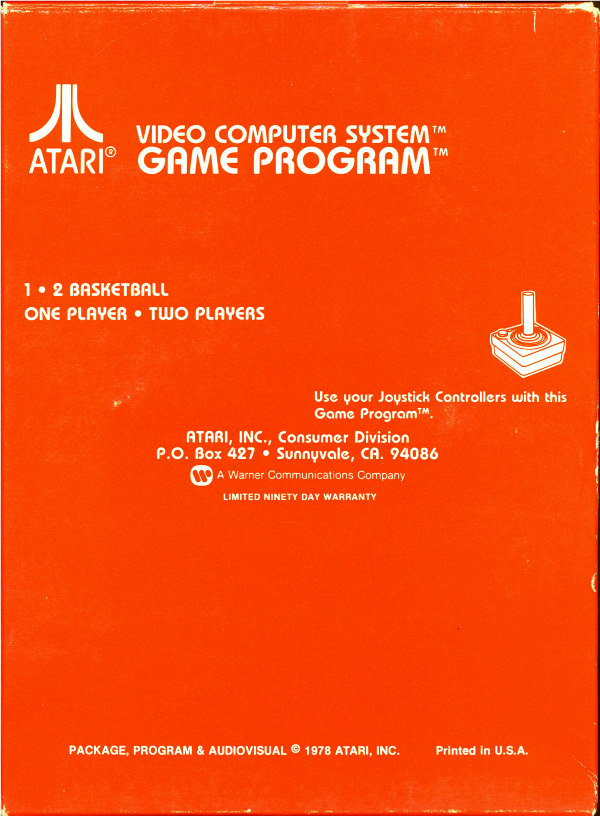 VIDEO COMPUTER SYSTEM™
ATARI® GAME PROGRAM™
1 • 2 BASKETBALL
ONE PLAYER • TWO PLAYERS
Use your Joystick Controllers with this
Game Program™.
ATARI, INC., Consumer Division
P.O. Box 427 • Sunnyvale, CA. 94086
A Warner Communications Company
LIMITED NINETY DAY WARRANTY
PACKAGE, PROGRAM & AUDIOVISUAL © 1978 ATARI, INC. Printed in U.S.A.